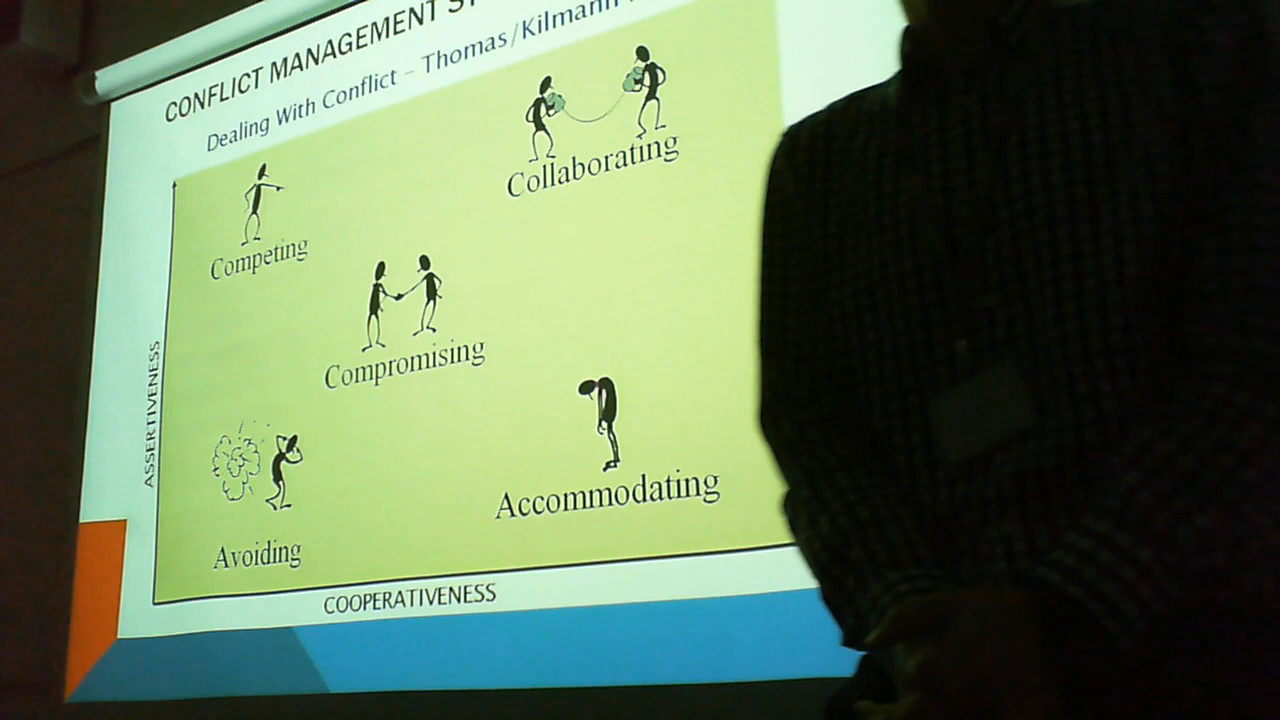 CONFLICT MANAGEMENT
Dealing With Conflict – Thomas/Kilmann
Collaborating
Competing
Compromising
Accommodating
Avoiding
ASSERTIVENESS
COOPERATIVENESS